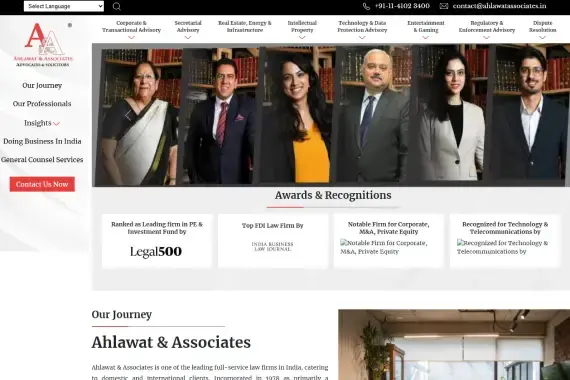 Select Language
+91-11-4102 3400
contact@ahlawatassociates.in
Corporate &
Transactional Advisory
Secretarial
Advisory
Real Estate, Energy &
Infrastructure
Intellectual
Property
Technology & Data
Protection Advisory
Entertainment
& Gaming
Regulatory &
Enforcement Advisory
Dispute
Resolution
AHLAWAT & ASSOCIATES
ADVOCATES & SOLICITORS
Our Journey
Our Professionals
Insights
Doing Business In India
General Counsel Services
Contact Us Now
Awards & Recognitions
Ranked as Leading firm in PE &
Investment Fund by
Legal500
Top FDI Law Firm By
INDIA BUSINESS
LAW JOURNAL
Notable Firm for Corporate,
M&A, Private Equity
Notable Firm for Corporate,
M&A, Private Equity
Recognized for Technology &
Telecommunications by
Recognized for Technology &
Telecommunications by
Our Journey
Ahlawat & Associates
Ahlawat & Associates is one of the leading full-service law firms in India, catering
to domestic and international clients. Incorporated in 1978 as primarily a